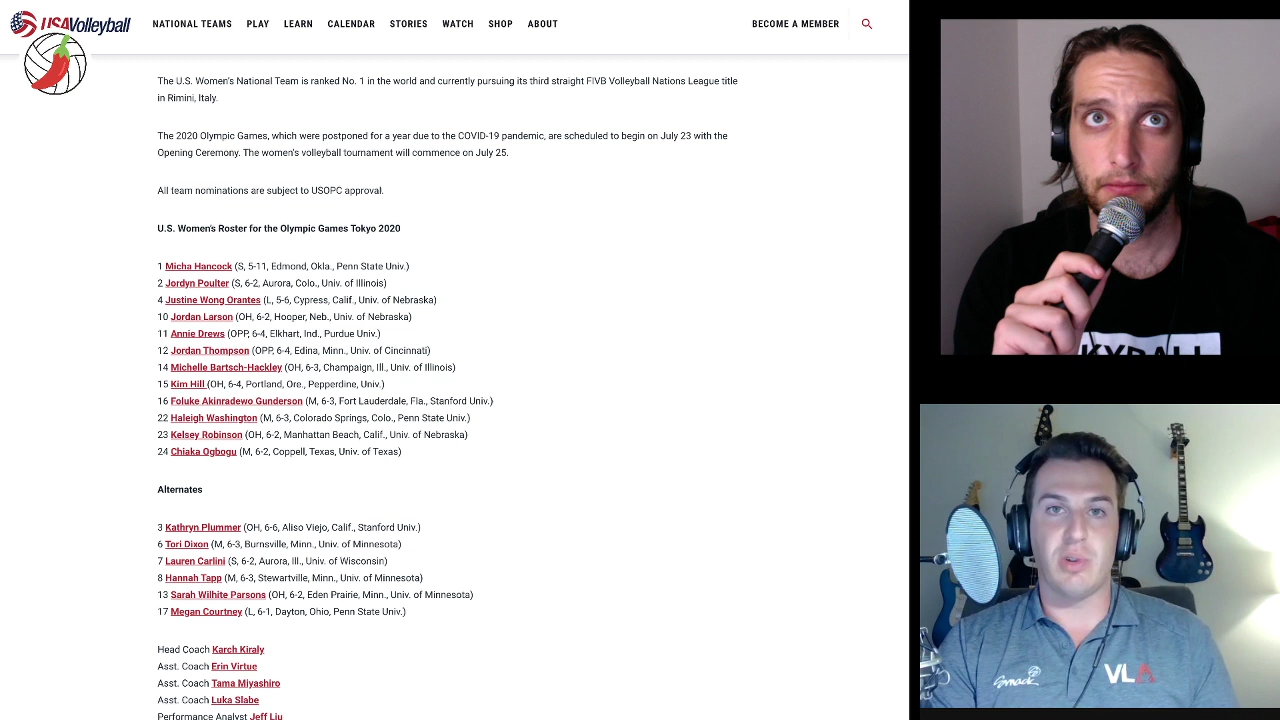 USAVolleyball
NATIONAL TEAMS PLAY LEARN CALENDAR STORIES WATCH SHOP ABOUT BECOME A MEMBER
The U.S. Women's National Team is ranked No. 1 in the world and currently pursuing its third straight FIVB Volleyball Nations League title
in Rimini, Italy.
The 2020 Olympic Games, which were postponed for a year due to the COVID-19 pandemic, are scheduled to begin on July 23 with the
Opening Ceremony. The women's volleyball tournament will commence on July 25.
All team nominations are subject to USOPC approval.
U.S. Women's Roster for the Olympic Games Tokyo 2020
1 Micha Hancock (S, 5-11, Edmond, Okla., Penn State Univ.)
2 Jordyn Poulter (S, 6-2, Aurora, Colo., Univ. of Illinois)
4 Justine Wong Orantes (L, 5-6, Cypress, Calif., Univ. of Nebraska)
10 Jordan Larson (OH, 6-2, Hooper, Neb., Univ. of Nebraska)
11 Annie Drews (OPP, 6-4, Elkhart, Ind., Purdue Univ.)
12 Jordan Thompson (OPP, 6-4, Edina, Minn., Univ. of Cincinnati)
14 Michelle Bartsch-Hackley (OH, 6-3, Champaign, Ill., Univ. of Illinois)
15 Kim Hill (OH, 6-4, Portland, Ore., Pepperdine, Univ.)
16 Foluke Akinradewo Gunderson (M, 6-3, Fort Lauderdale, Fla., Stanford Univ.)
22 Haleigh Washington (M, 6-3, Colorado Springs, Colo., Penn State Univ.)
23 Kelsey Robinson (OH, 6-2, Manhattan Beach, Calif., Univ. of Nebraska)
24 Chiaka Ogbogu (M, 6-2, Coppell, Texas, Univ. of Texas)
Alternates
3 Kathryn Plummer (OH, 6-6, Aliso Viejo, Calif., Stanford Univ.)
6 Tori Dixon (M, 6-3, Burnsville, Minn., Univ. of Minnesota)
7 Lauren Carlini (S, 6-2, Aurora, Ill., Univ. of Wisconsin)
8 Hannah Tapp (M, 6-3, Stewartville, Minn., Univ. of Minnesota)
13 Sarah Wilhite Parsons (OH, 6-2, Eden Prairie, Minn., Univ. of Minnesota)
17 Megan Courtney (L, 6-1, Dayton, Ohio, Penn State Univ.)
Head Coach Karch Kiraly
Asst. Coach Erin Virtue
Asst. Coach Tama Miyashiro
Asst. Coach Luka Slabe
Performance Analyst Jeff Liu
KYBALL
Smack
VLA